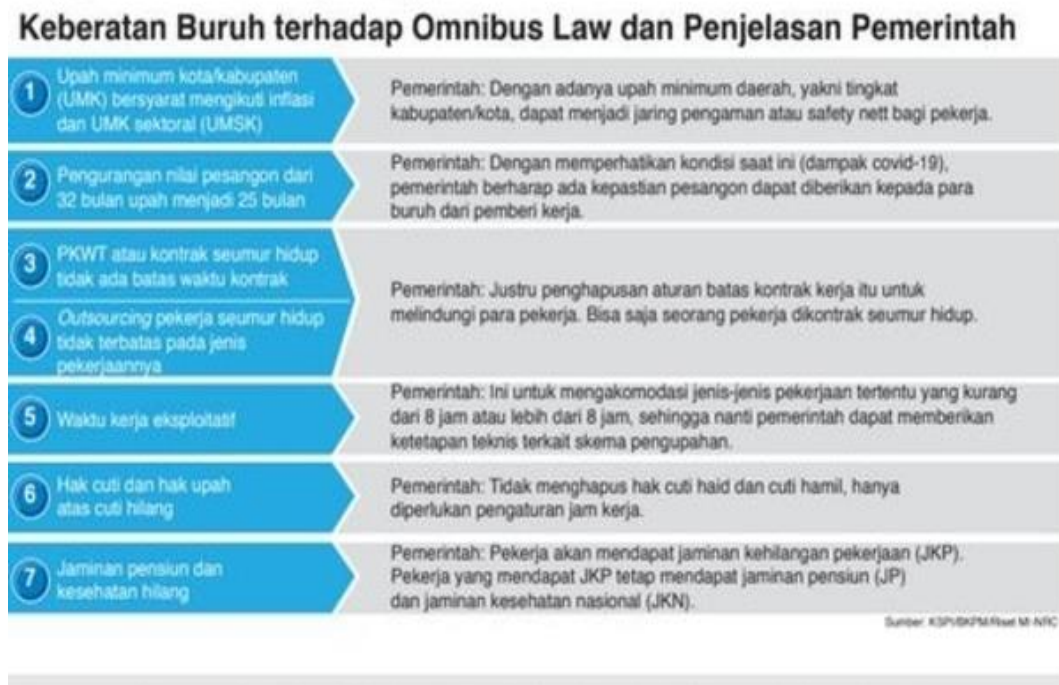 Keberatan Buruh terhadap Omnibus Law dan Penjelasan Pemerintah
1
Upah minimum kota/kabupaten
(UMK) bersyarat mengikuti inflasi
dan UMK sektoral (UMSK)
Pemerintah: Dengan adanya upah minimum daerah, yakni tingkat
kabupaten/kota, dapat menjadi jaring pengaman atau safety nett bagi pekerja.
2
Pengurangan nilai pesangon dari
32 bulan upah menjadi 25 bulan
Pemerintah: Dengan memperhatikan kondisi saat ini (dampak covid-19),
pemerintah berharap ada kepastian pesangon dapat diberikan kepada para
buruh dari pemberi kerja.
3
PKWT atau kontrak seumur hidup
tidak ada batas waktu kontrak
4
Outsourcing pekerja seumur hidup
tidak terbatas pada jenis
pekerjaannya
Pemerintah: Justru penghapusan aturan batas kontrak kerja itu untuk
melindungi para pekerja. Bisa saja seorang pekerja dikontrak seumur hidup.
5
Waktu kerja eksploitatif
Pemerintah: Ini untuk mengakomodasi jenis-jenis pekerjaan tertentu yang kurang
dari 8 jam atau lebih dari 8 jam, sehingga nanti pemerintah dapat memberikan
ketetapan teknis terkait skema pengupahan.
6
Hak cuti dan hak upah
atas cuti hilang
Pemerintah: Tidak menghapus hak cuti haid dan cuti hamil, hanya
diperlukan pengaturan jam kerja.
7
Jaminan pensiun dan
kesehatan hilang
Pemerintah: Pekerja akan mendapat jaminan kehilangan pekerjaan (JKP).
Pekerja yang mendapat JKP tetap mendapat jaminan pensiun (JP)
dan jaminan kesehatan nasional (JKN).
Sumber: KSPI/BKPM/Riset MI-NRC